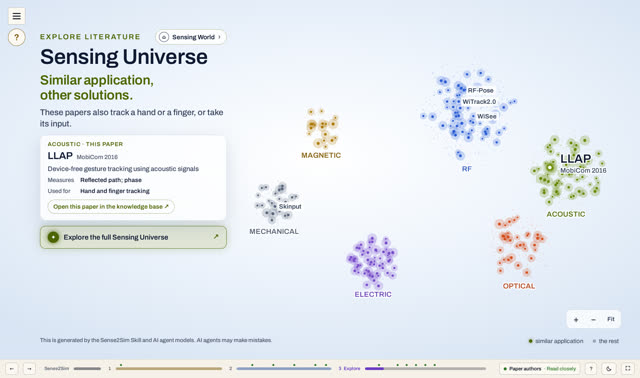 ?
EXPLORE LITERATURE
Sensing World ›
Sensing Universe
Similar application,
other solutions.
These papers also track a hand or a finger, or take
its input.
ACOUSTIC · THIS PAPER
LLAP MobiCom 2016
Device-free gesture tracking using acoustic signals
Measures Reflected path; phase
Used for Hand and finger tracking
Open this paper in the knowledge base ↗
Explore the full Sensing Universe ↗
MAGNETIC
RF-Pose
WiTrack2.0
WiSee
RF
LLAP
MobiCom 2016
ACOUSTIC
Skinput
MECHANICAL
ELECTRIC
OPTICAL
+ − Fit
This is generated by the Sense2Sim Skill and AI agent models. AI agents may make mistakes.
similar application the rest
← → Sense2Sim 1 2 3 Explore Paper authors · Read closely ?